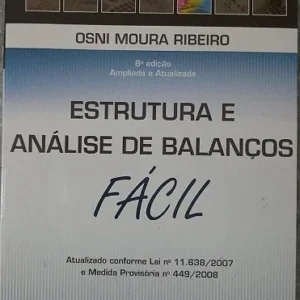 OSNI MOURA RIBEIRO
8ª edição
Ampliada e Atualizada
ESTRUTURA E
ANÁLISE DE BALANÇOS
FÁCIL
Atualizado conforme Lei nº 11.638/2007
e Medida Provisória nº 449/2008